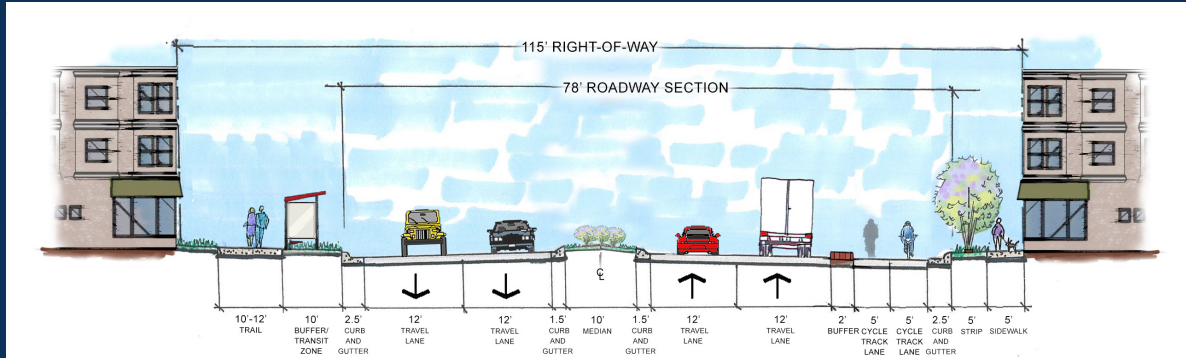 115' RIGHT-OF-WAY
78' ROADWAY SECTION
℄
10'-12'
TRAIL
10'
BUFFER/
TRANSIT
ZONE
2.5'
CURB
AND
GUTTER
12'
TRAVEL
LANE
12'
TRAVEL
LANE
1.5'
CURB
AND
GUTTER
10'
MEDIAN
1.5'
CURB
AND
GUTTER
12'
TRAVEL
LANE
12'
TRAVEL
LANE
2'
BUFFER
5'
CYCLE
TRACK
LANE
5'
CYCLE
TRACK
LANE
2.5'
CURB
AND
GUTTER
5'
STRIP
5'
SIDEWALK